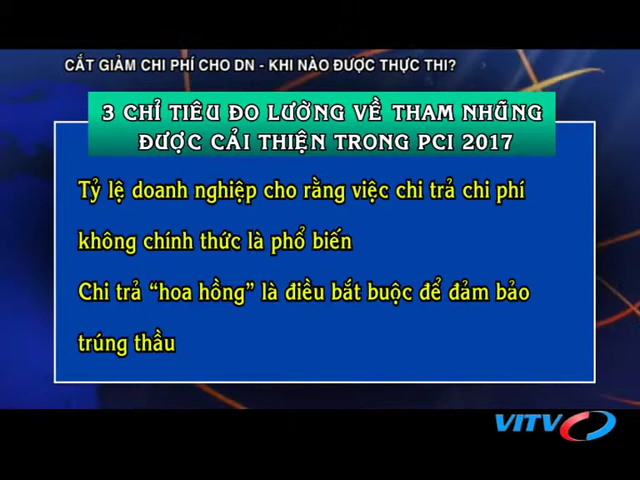 CẮT GIẢM CHI PHÍ CHO DN - KHI NÀO ĐƯỢC THỰC THI?
3 CHỈ TIÊU ĐO LƯỜNG VỀ THAM NHŨNG
ĐƯỢC CẢI THIỆN TRONG PCI 2017
Tỷ lệ doanh nghiệp cho rằng việc chi trả chi phí
không chính thức là phổ biến
Chi trả “hoa hồng” là điều bắt buộc để đảm bảo
trúng thầu
VITV